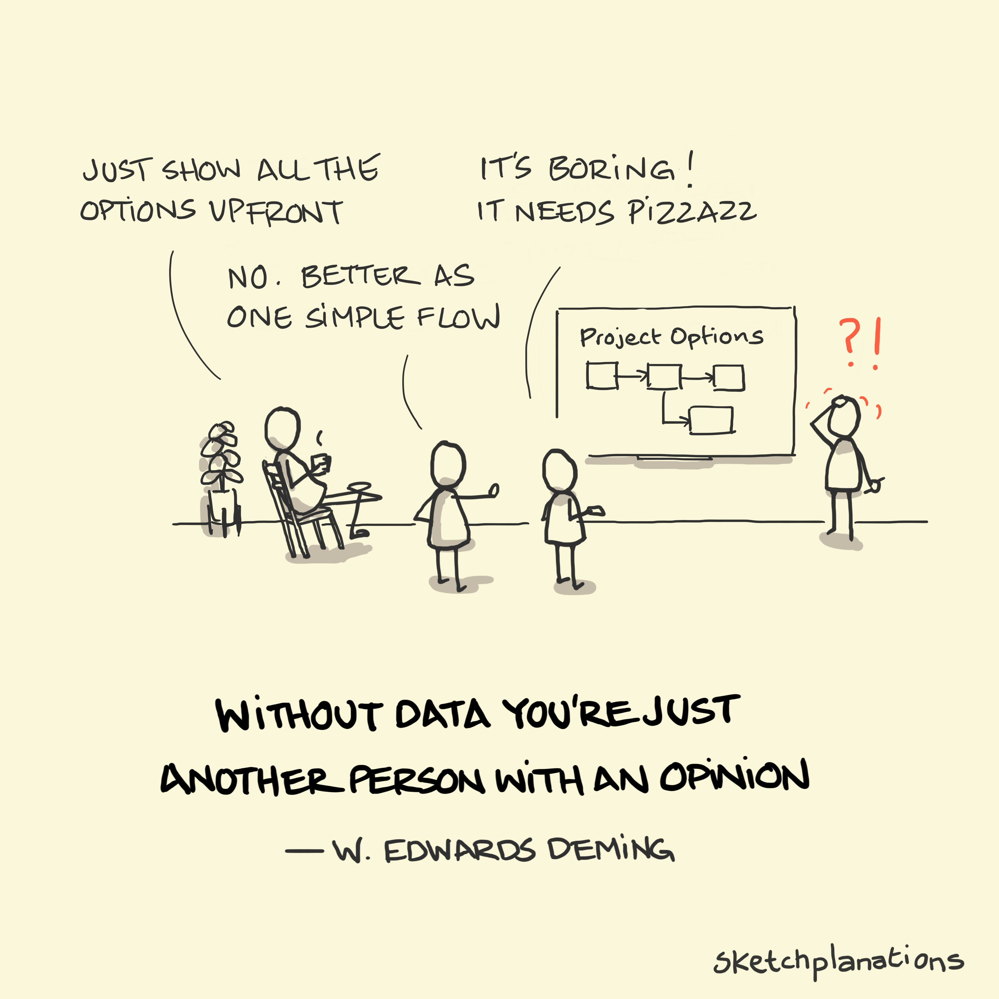 JUST SHOW ALL THE
OPTIONS UPFRONT
IT'S BORING!
IT NEEDS PIZZAZZ
NO. BETTER AS
ONE SIMPLE FLOW
Project Options
?!
WITHOUT DATA YOU'RE JUST
ANOTHER PERSON WITH AN OPINION
— W. EDWARDS DEMING
sketchplanations